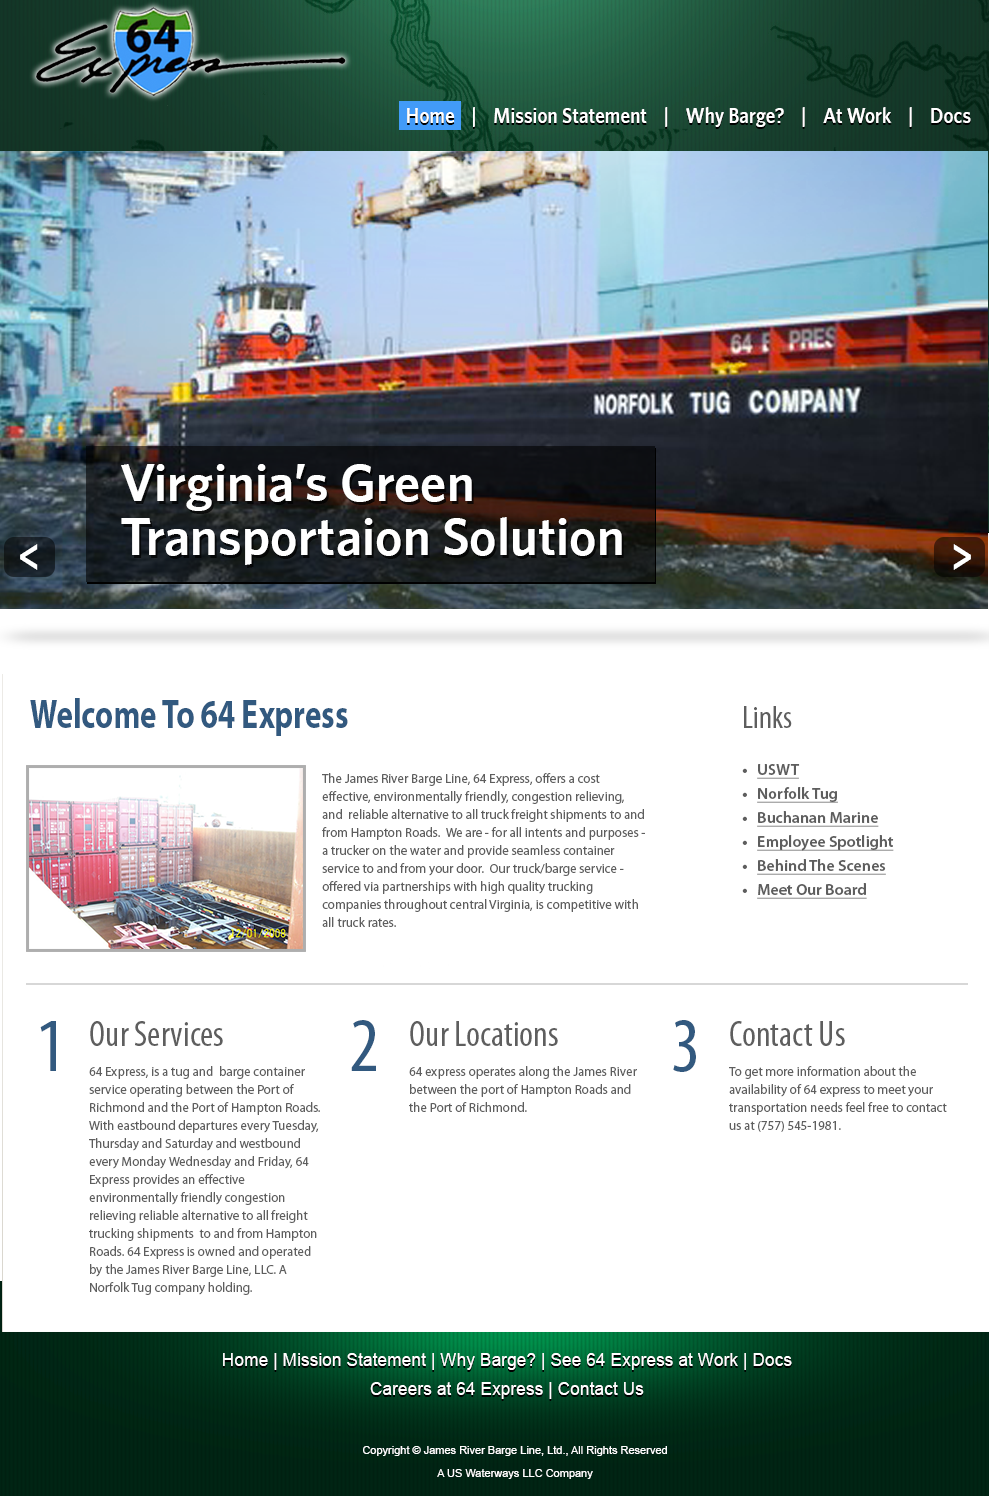 64
Express
Home | Mission Statement | Why Barge? | At Work | Docs
64 E PRES
NORFOLK TUG COMPANY
Virginia's Green
Transportaion Solution
< >
Welcome To 64 Express
The James River Barge Line, 64 Express, offers a cost
effective, environmentally friendly, congestion relieving,
and reliable alternative to all truck freight shipments to and
from Hampton Roads. We are - for all intents and purposes -
a trucker on the water and provide seamless container
service to and from your door. Our truck/barge service -
offered via partnerships with high quality trucking
companies throughout central Virginia, is competitive with
all truck rates.
12/01/2008
Links
• USWT
• Norfolk Tug
• Buchanan Marine
• Employee Spotlight
• Behind The Scenes
• Meet Our Board
1 Our Services
64 Express, is a tug and barge container
service operating between the Port of
Richmond and the Port of Hampton Roads.
With eastbound departures every Tuesday,
Thursday and Saturday and westbound
every Monday Wednesday and Friday, 64
Express provides an effective
environmentally friendly congestion
relieving reliable alternative to all freight
trucking shipments to and from Hampton
Roads. 64 Express is owned and operated
by the James River Barge Line, LLC. A
Norfolk Tug company holding.
2 Our Locations
64 express operates along the James River
between the port of Hampton Roads and
the Port of Richmond.
3 Contact Us
To get more information about the
availability of 64 express to meet your
transportation needs feel free to contact
us at (757) 545-1981.
Home | Mission Statement | Why Barge? | See 64 Express at Work | Docs
Careers at 64 Express | Contact Us
Copyright © James River Barge Line, Ltd., All Rights Reserved
A US Waterways LLC Company